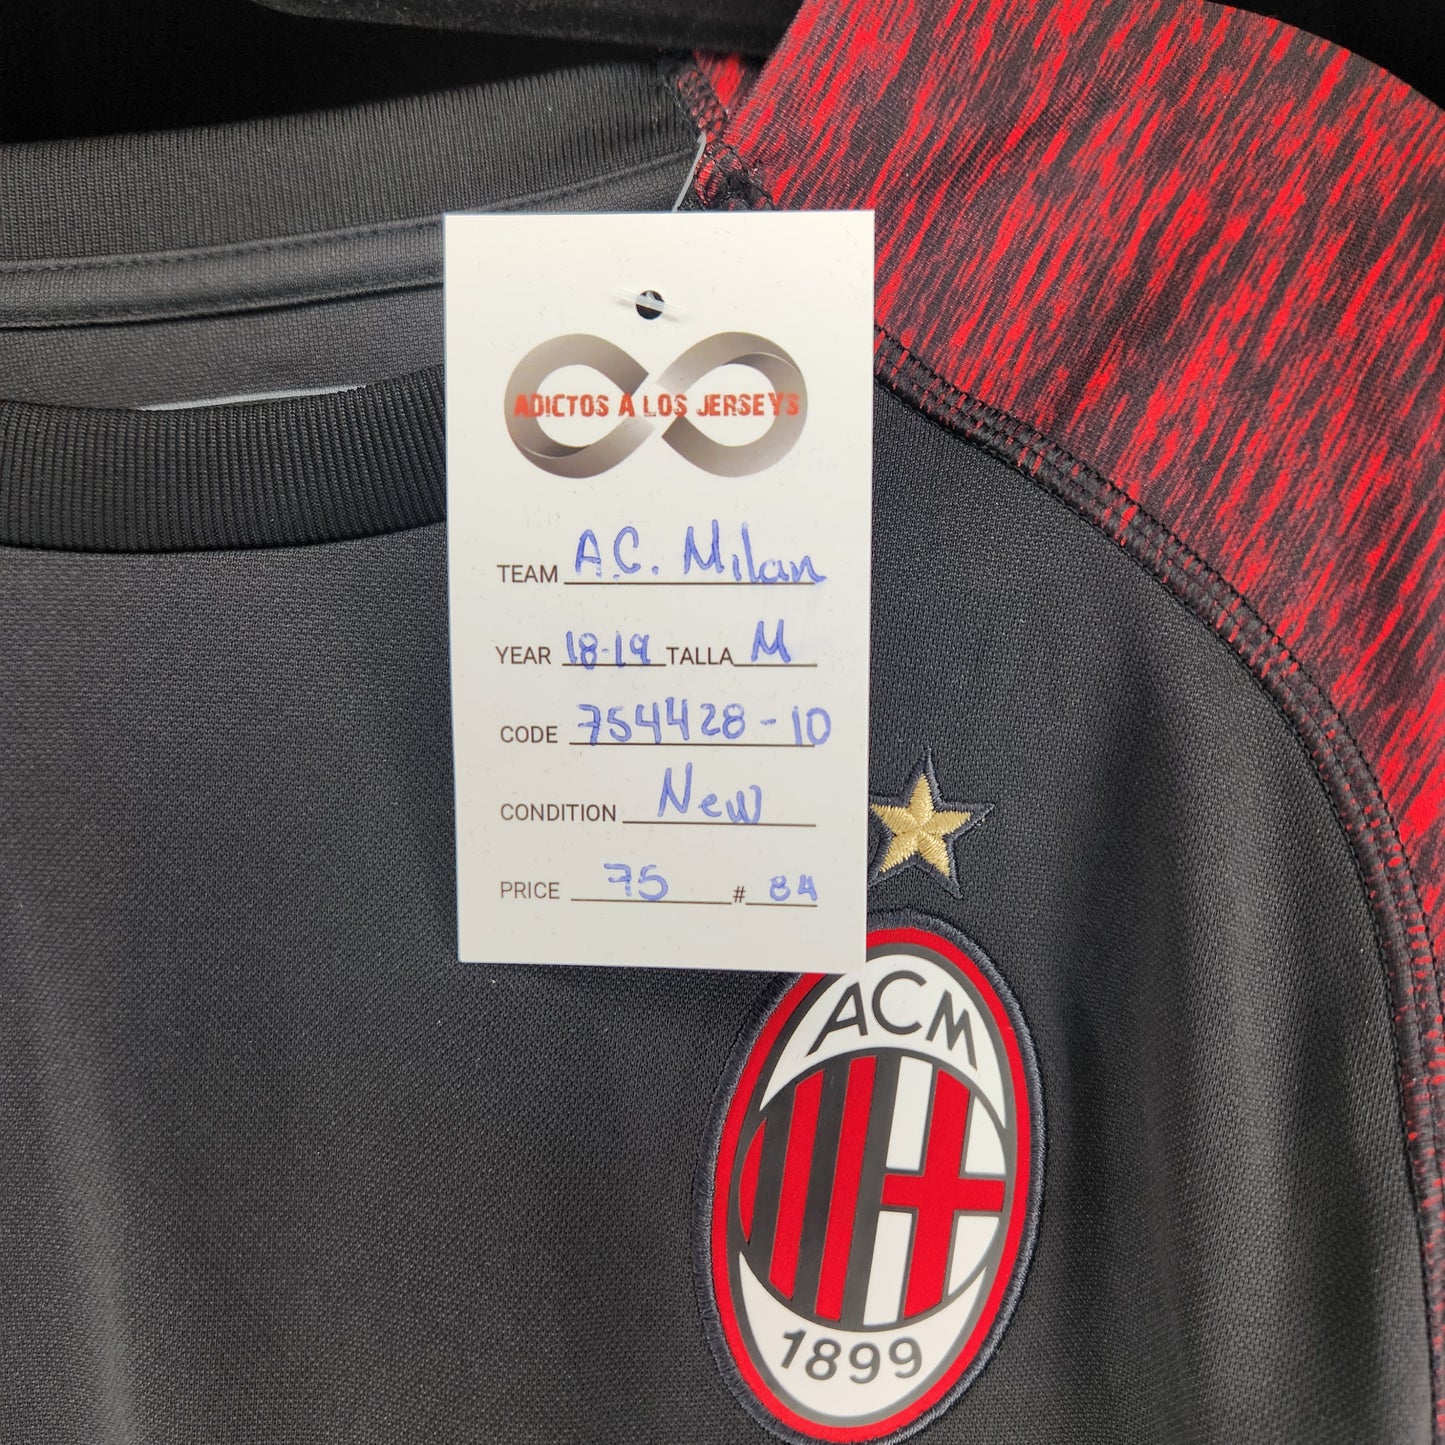 ADICTOS A LOS JERSEYS
TEAM A.C. Milan
YEAR 18-19 TALLA M
CODE 754428-10
CONDITION New
PRICE 75 # 84
ACM
1899